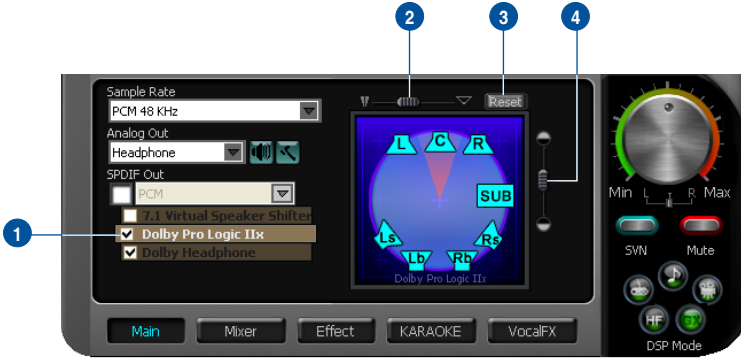 2
3
4
Sample Rate
PCM 48 KHz
Reset
Analog Out
Headphone
SPDIF Out
PCM
7.1 Virtual Speaker Shifter
1
Dolby Pro Logic IIx
Dolby Headphone
L
C
R
SUB
Ls
Rs
Lb
Rb
Dolby Pro Logic IIx
Min
L
R
Max
SVN
Mute
HF
GX
DSP Mode
Main
Mixer
Effect
KARAOKE
VocalFX